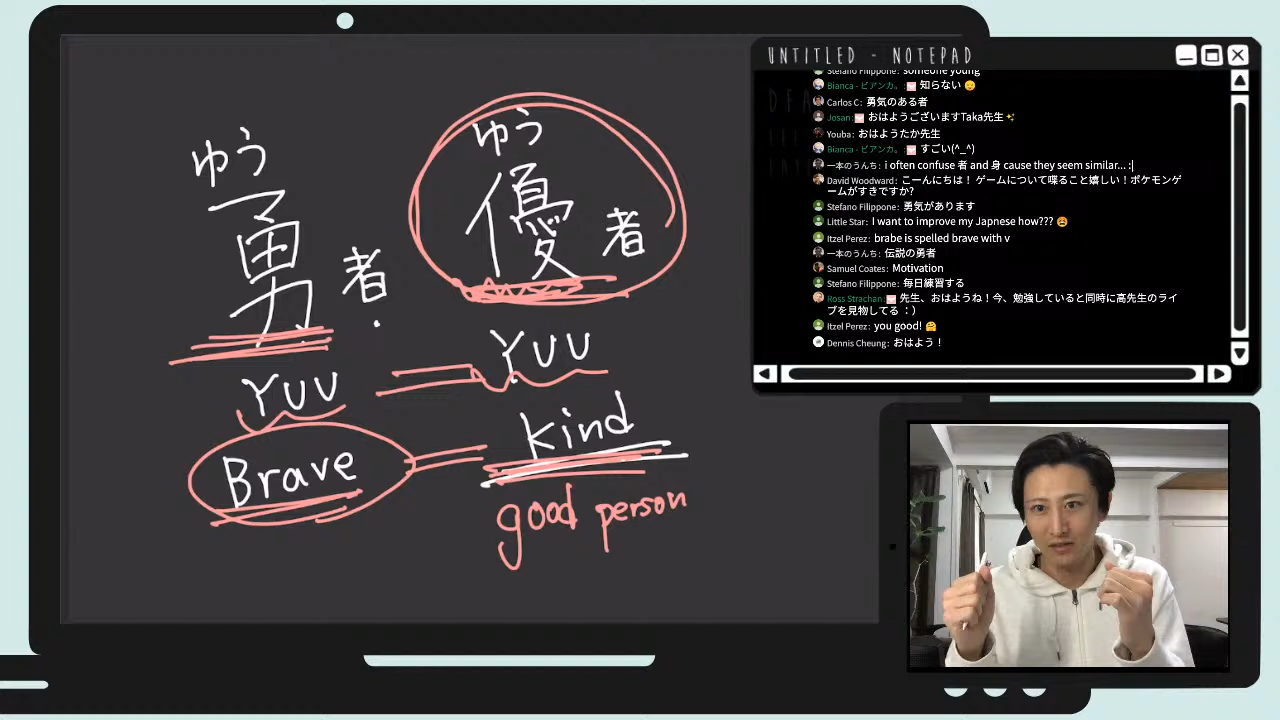 ゆう
勇者
YUU
Brave
ゆう
優者
YUU
kind
good person
UNTITLED - NOTEPAD
Stefano Filippone: someone young
Bianca - ビアンカ。: 知らない 😔
Carlos C: 勇気のある者
Josan: おはようございますTaka先生✨
Youba: おはようたか先生
Bianca - ビアンカ。: すごい(^_^)
一本のうんち: i often confuse 者 and 身 cause they seem similar... :|
David Woodward: こーんにちは！ ゲームについて喋ること嬉しい！ポケモンゲ
ームがすきですか?
Stefano Filippone: 勇気があります
Little Star: I want to improve my Japnese how??? 😩
Itzel Perez: brabe is spelled brave with v
一本のうんち: 伝説の勇者
Samuel Coates: Motivation
Stefano Filippone: 毎日練習する
Ross Strachan: 先生、おはようね！今、勉強していると同時に高先生のライ
ブを見物してる ：)
Itzel Perez: you good! 🤗
Dennis Cheung: おはよう！